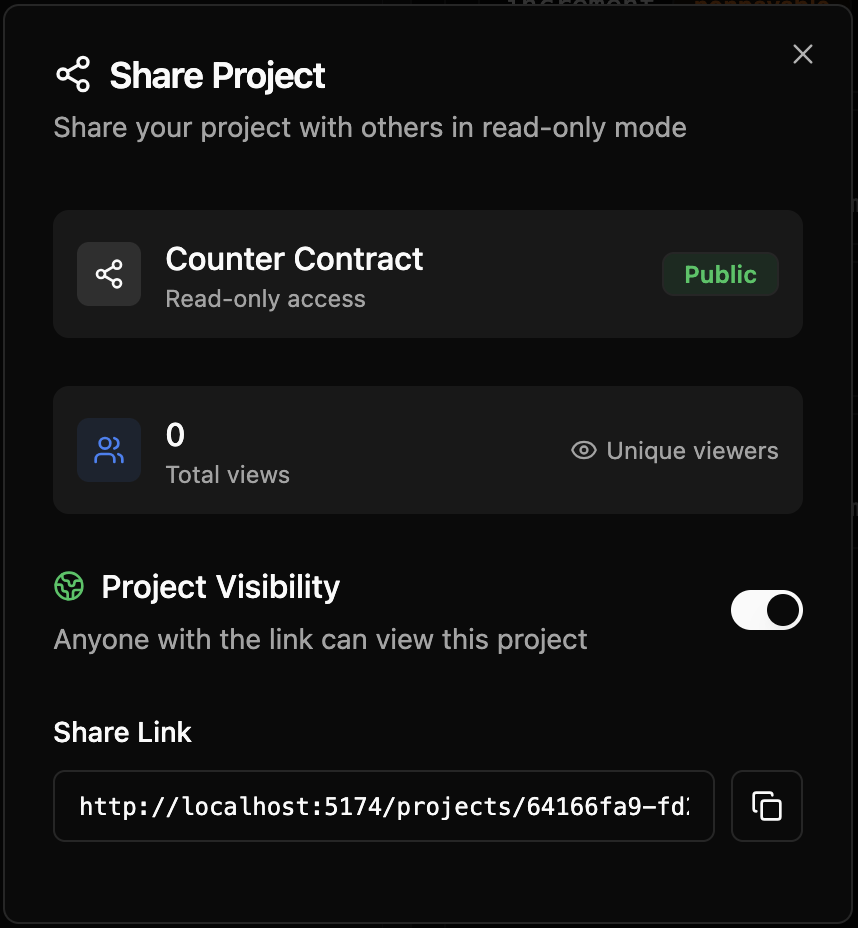 Share Project
Share your project with others in read-only mode
Counter Contract
Read-only access
Public
0
Total views
Unique viewers
Project Visibility
Anyone with the link can view this project
Share Link
http://localhost:5174/projects/64166fa9-fd